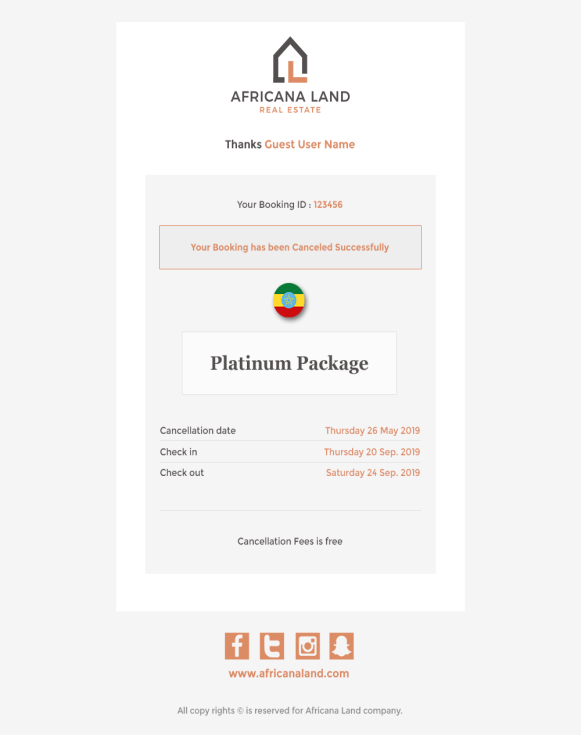 AFRICANA LAND
REAL ESTATE
Thanks Guest User Name
Your Booking ID : 123456
Your Booking has been Canceled Successfully
Platinum Package
Cancellation date Thursday 26 May 2019
Check in Thursday 20 Sep. 2019
Check out Saturday 24 Sep. 2019
Cancellation Fees is free
www.africanaland.com
All copy rights © is reserved for Africana Land company.